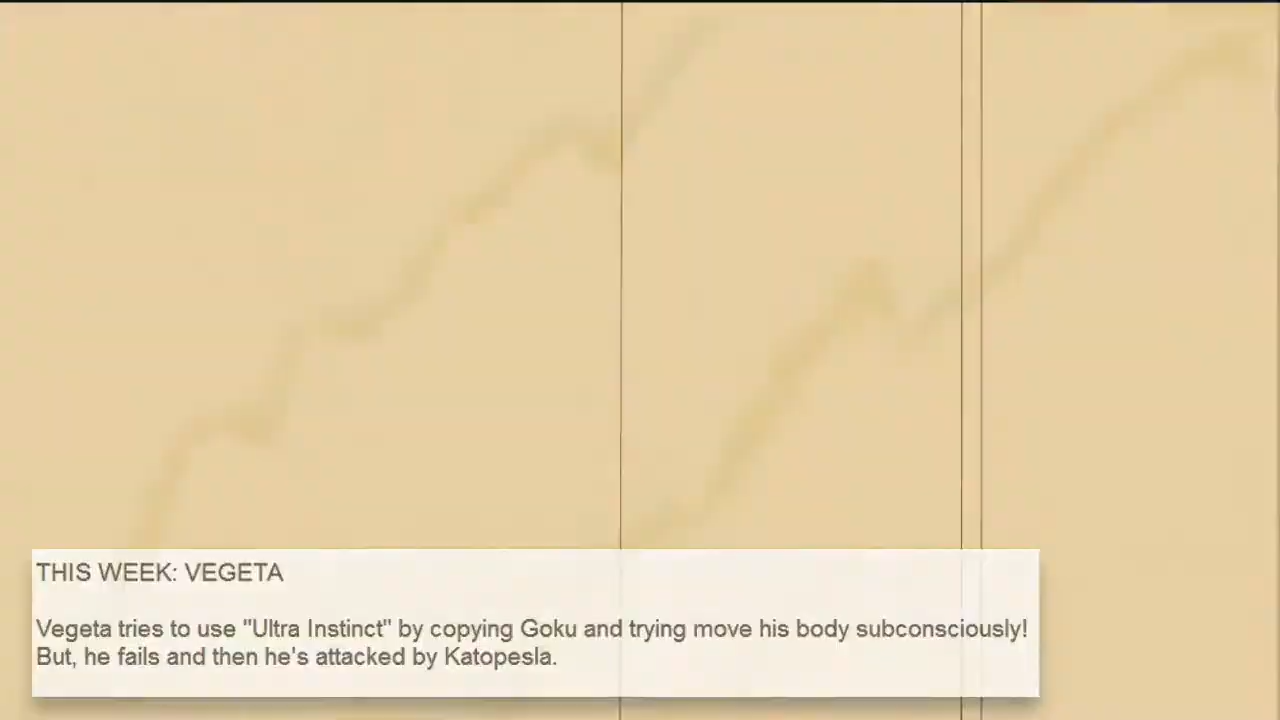 THIS WEEK: VEGETA
Vegeta tries to use "Ultra Instinct" by copying Goku and trying move his body subconsciously!
But, he fails and then he's attacked by Katopesla.